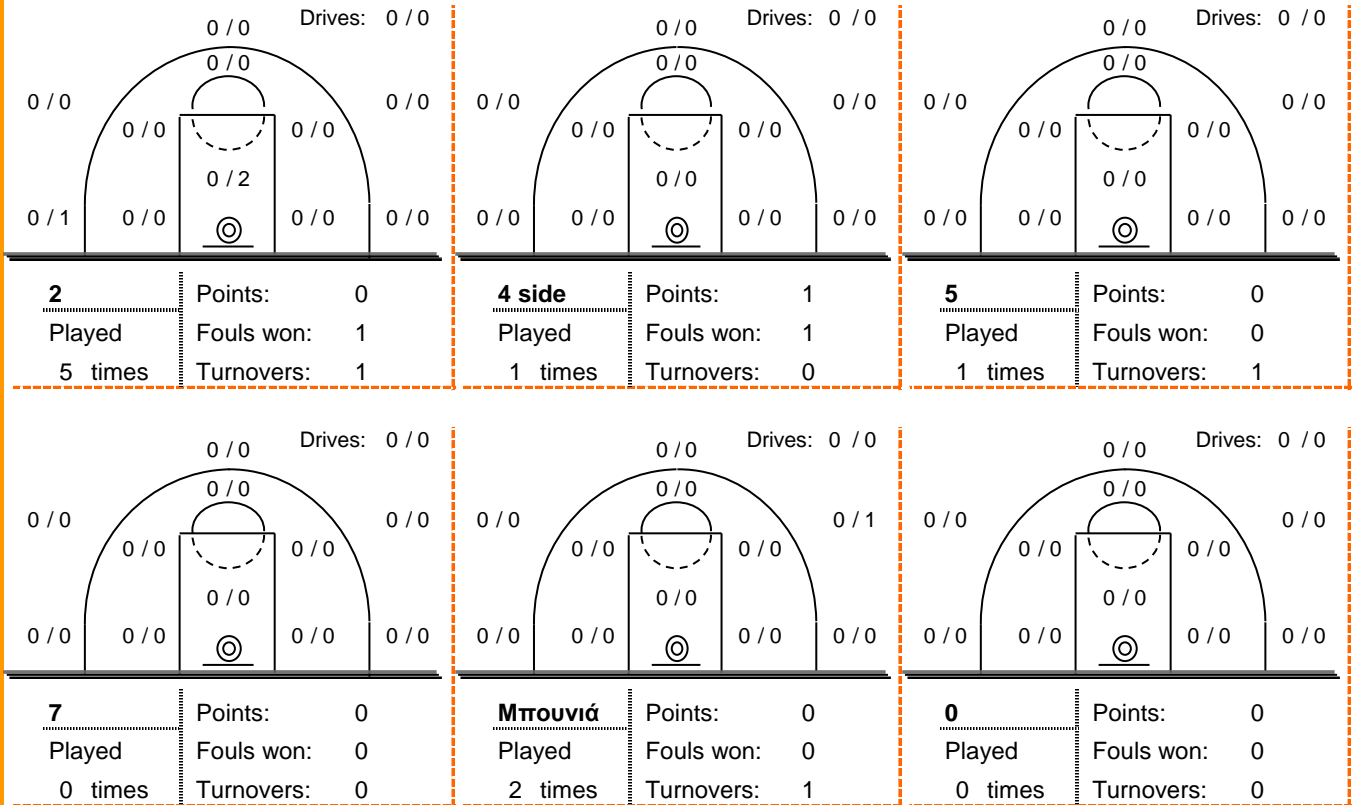 Drives: 0 / 0
0 / 0
0 / 0
0 / 0
0 / 0
0 / 0
0 / 0
0 / 2
0 / 1
0 / 0
0 / 0
0 / 0
2
Points: 0
Played
Fouls won: 1
5 times
Turnovers: 1
Drives: 0 / 0
0 / 0
0 / 0
0 / 0
0 / 0
0 / 0
0 / 0
0 / 0
0 / 0
0 / 0
0 / 0
0 / 0
4 side
Points: 1
Played
Fouls won: 1
1 times
Turnovers: 0
Drives: 0 / 0
0 / 0
0 / 0
0 / 0
0 / 0
0 / 0
0 / 0
0 / 0
0 / 0
0 / 0
0 / 0
0 / 0
5
Points: 0
Played
Fouls won: 0
1 times
Turnovers: 1
Drives: 0 / 0
0 / 0
0 / 0
0 / 0
0 / 0
0 / 0
0 / 0
0 / 0
0 / 0
0 / 0
0 / 0
0 / 0
7
Points: 0
Played
Fouls won: 0
0 times
Turnovers: 0
Drives: 0 / 0
0 / 0
0 / 0
0 / 0
0 / 1
0 / 0
0 / 0
0 / 0
0 / 0
0 / 0
0 / 0
0 / 0
Μπουνιά
Points: 0
Played
Fouls won: 0
2 times
Turnovers: 1
Drives: 0 / 0
0 / 0
0 / 0
0 / 0
0 / 0
0 / 0
0 / 0
0 / 0
0 / 0
0 / 0
0 / 0
0 / 0
0
Points: 0
Played
Fouls won: 0
0 times
Turnovers: 0